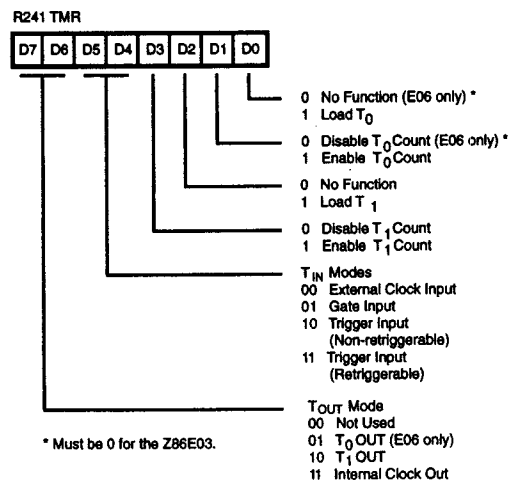 R241 TMR
D7 D6 D5 D4 D3 D2 D1 D0
0 No Function (E06 only) *
1 Load T0
0 Disable T0 Count (E06 only) *
1 Enable T0 Count
0 No Function
1 Load T1
0 Disable T1 Count
1 Enable T1 Count
TIN Modes
00 External Clock Input
01 Gate Input
10 Trigger Input
(Non-retriggerable)
11 Trigger Input
(Retriggerable)
TOUT Mode
00 Not Used
01 T0 OUT (E06 only)
10 T1 OUT
11 Internal Clock Out
* Must be 0 for the Z86E03.